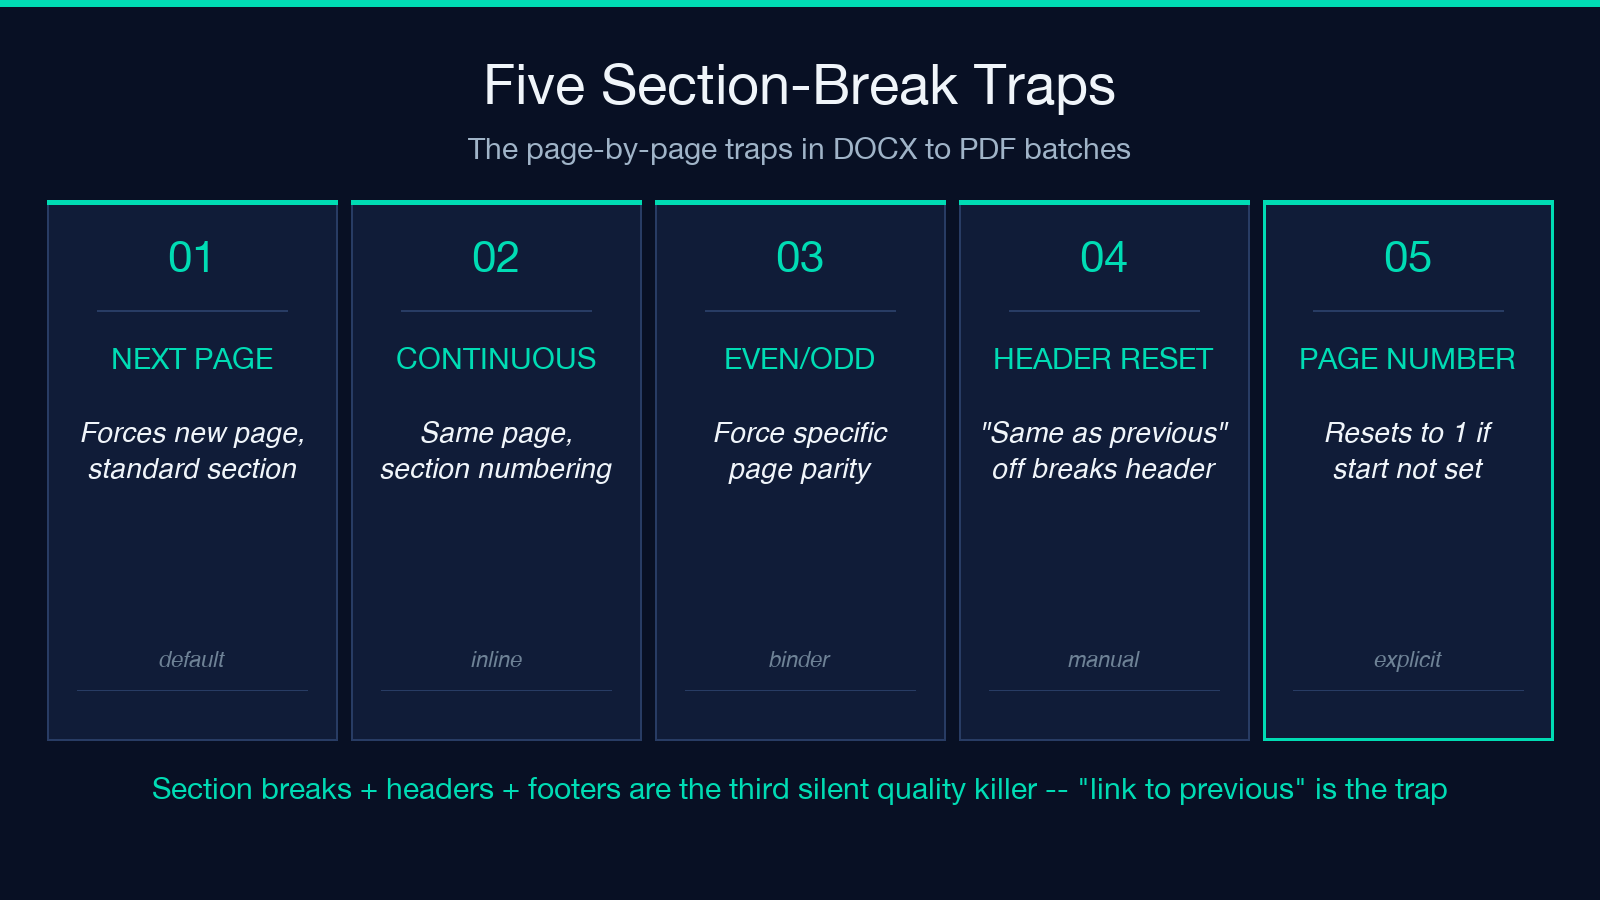 Five Section-Break Traps
The page-by-page traps in DOCX to PDF batches
01
NEXT PAGE
Forces new page,
standard section
default
02
CONTINUOUS
Same page,
section numbering
inline
03
EVEN/ODD
Force specific
page parity
binder
04
HEADER RESET
"Same as previous"
off breaks header
manual
05
PAGE NUMBER
Resets to 1 if
start not set
explicit
Section breaks + headers + footers are the third silent quality killer -- "link to previous" is the trap